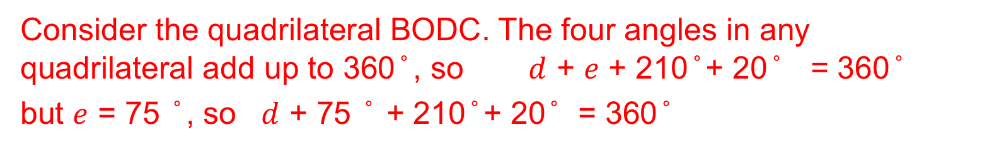 Consider the quadrilateral BODC. The four angles in any
quadrilateral add up to 360°, so d + e + 210°+ 20° = 360°
but e = 75 °, so d + 75 ° + 210°+ 20° = 360°